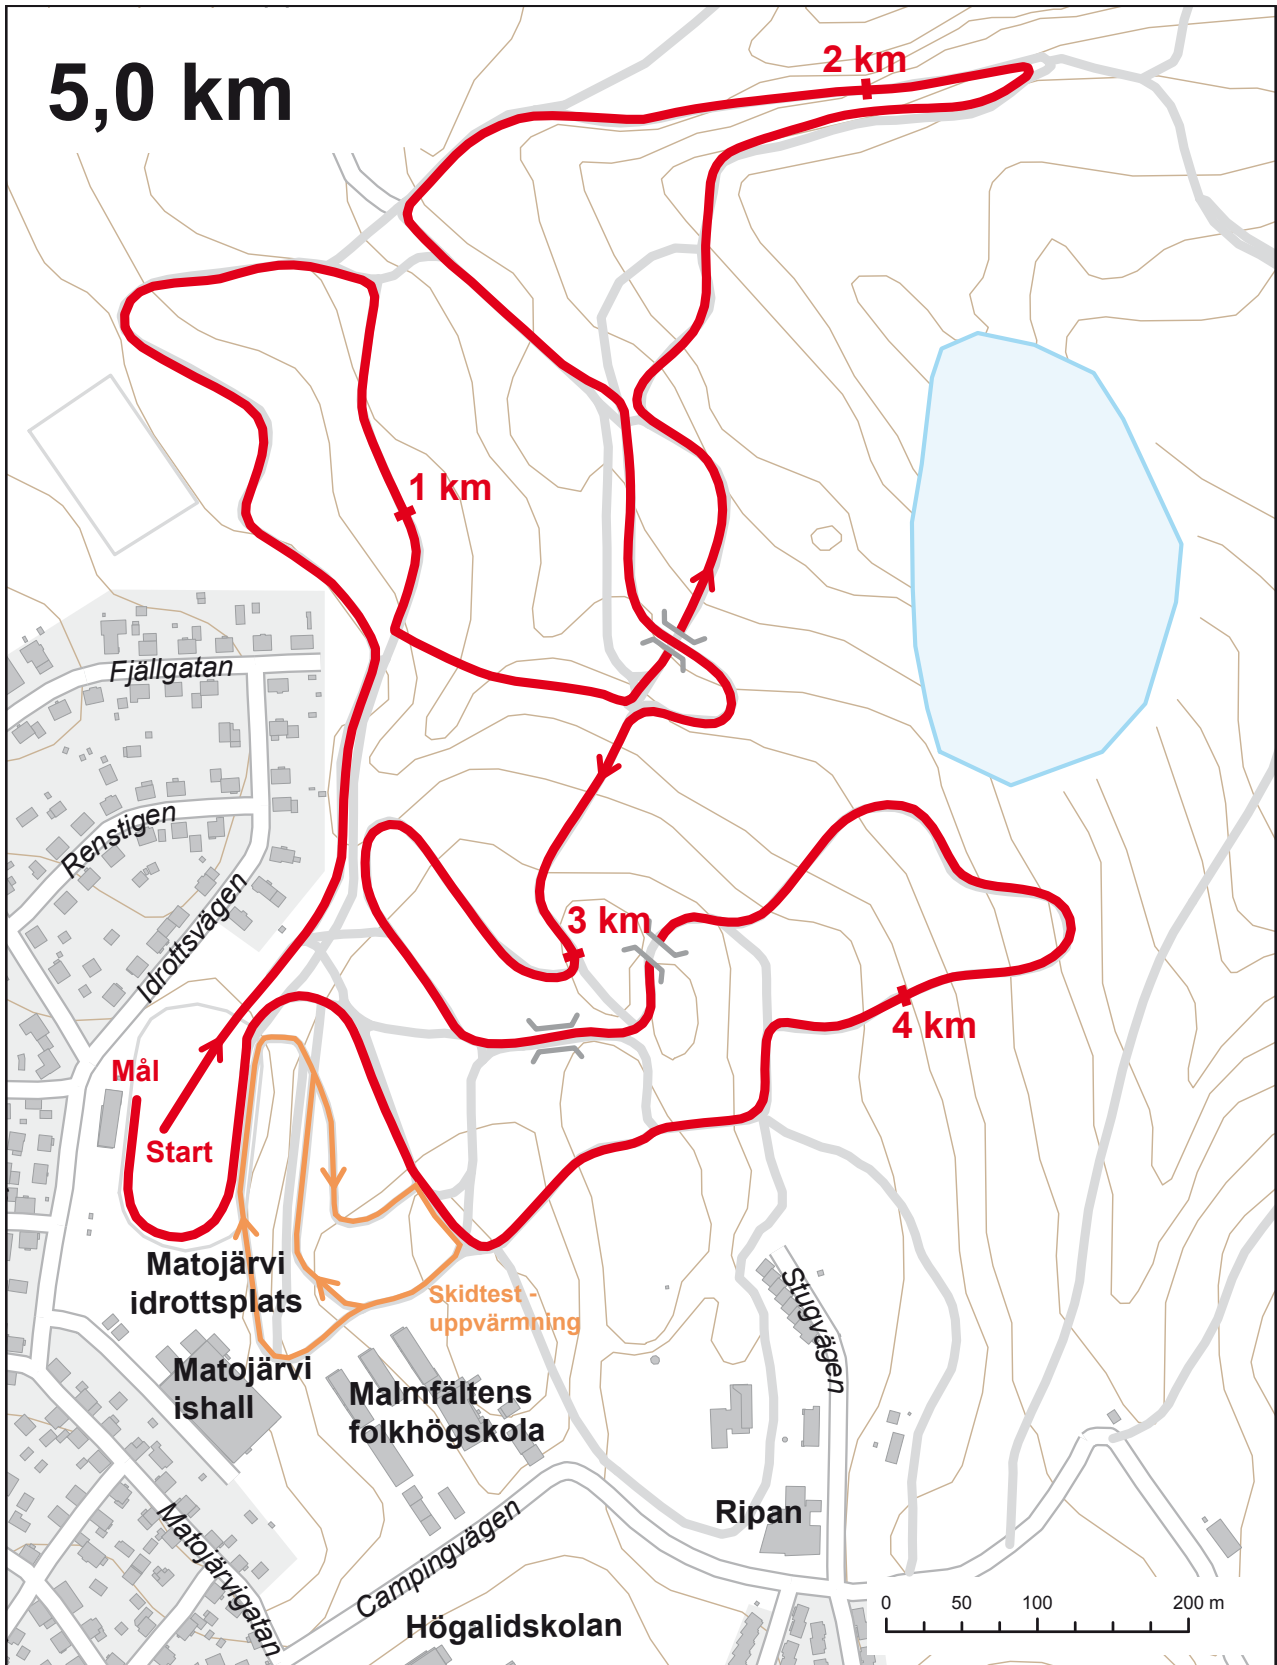 5,0 km
2 km
1 km
Fjällgatan
Renstigen
Idrottsvägen
3 km
4 km
Mål
Start
Matojärvi
idrottsplats
Skidtest -
uppvärmning
Stugvägen
Matojärvi
ishall
Malmfältens
folkhögskola
Ripan
Matojärvigatan
Campingvägen
Högalidskolan
0 50 100 200 m